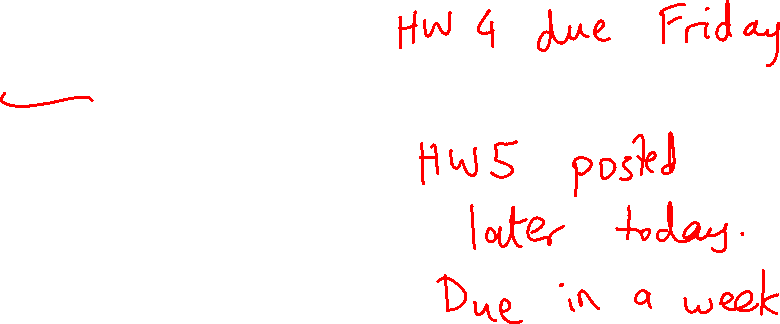 HW 4 due Friday
HW5 posted
later today.
Due in a week